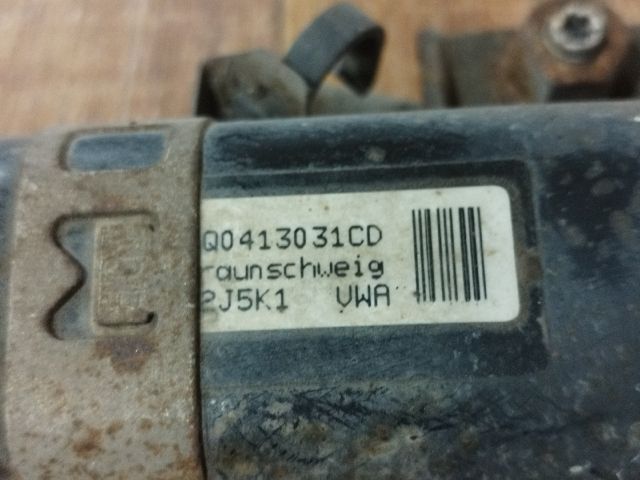 Q0413031CD
raunschweig
2J5K1 VWA